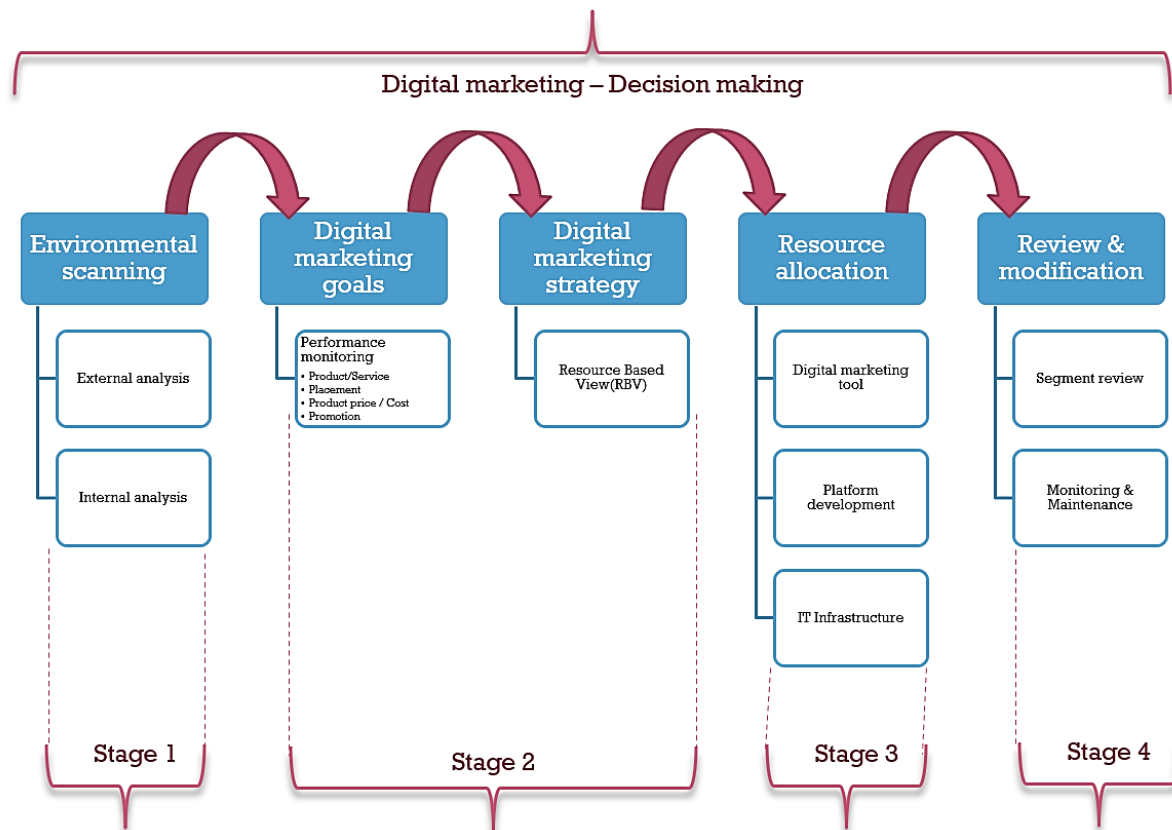 Digital marketing – Decision making
Environmental
scanning
External analysis
Internal analysis
Digital
marketing
goals
Performance
monitoring
• Product/Service
• Placement
• Product price / Cost
• Promotion
Digital
marketing
strategy
Resource Based
View(RBV)
Resource
allocation
Digital marketing
tool
Platform
development
IT Infrastructure
Review &
modification
Segment review
Monitoring &
Maintenance
Stage 1
Stage 2
Stage 3
Stage 4